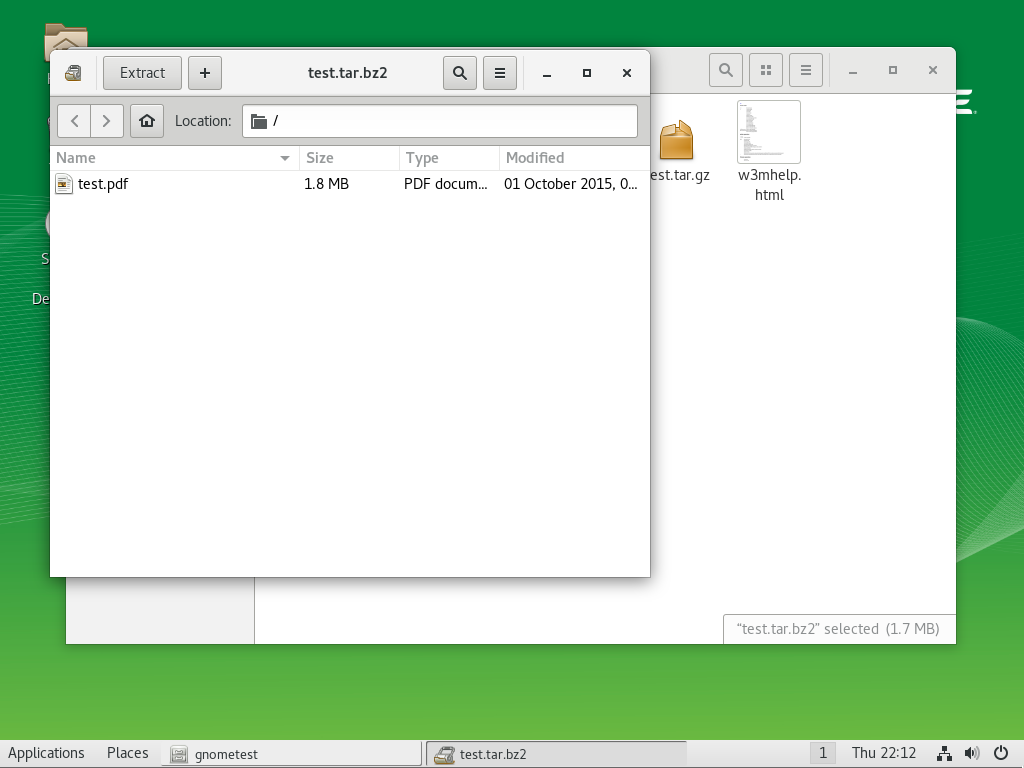 Extract
test.tar.bz2
Location:
/
Name
Size
Type
Modified
test.pdf
1.8 MB
PDF docum...
01 October 2015, 0...
est.tar.gz
w3mhelp.
html
S
De
“test.tar.bz2” selected (1.7 MB)
Applications
Places
gnometest
test.tar.bz2
1
Thu 22:12